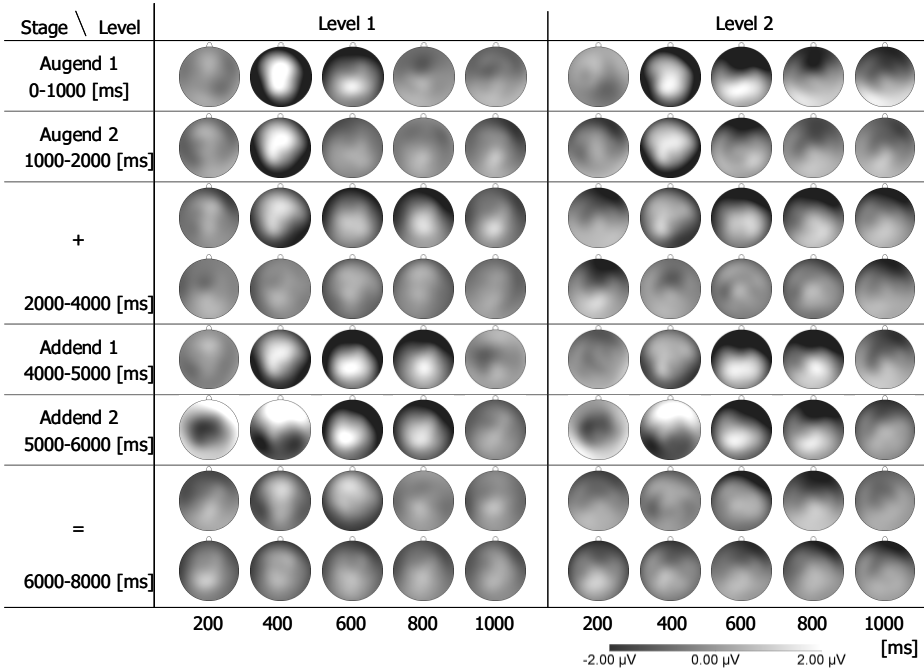 Stage \ Level Level 1 Level 2
Augend 1
0-1000 [ms]
Augend 2
1000-2000 [ms]
+
2000-4000 [ms]
Addend 1
4000-5000 [ms]
Addend 2
5000-6000 [ms]
=
6000-8000 [ms]
200 400 600 800 1000 200 400 600 800 1000
[ms]
-2.00 µV 0.00 µV 2.00 µV